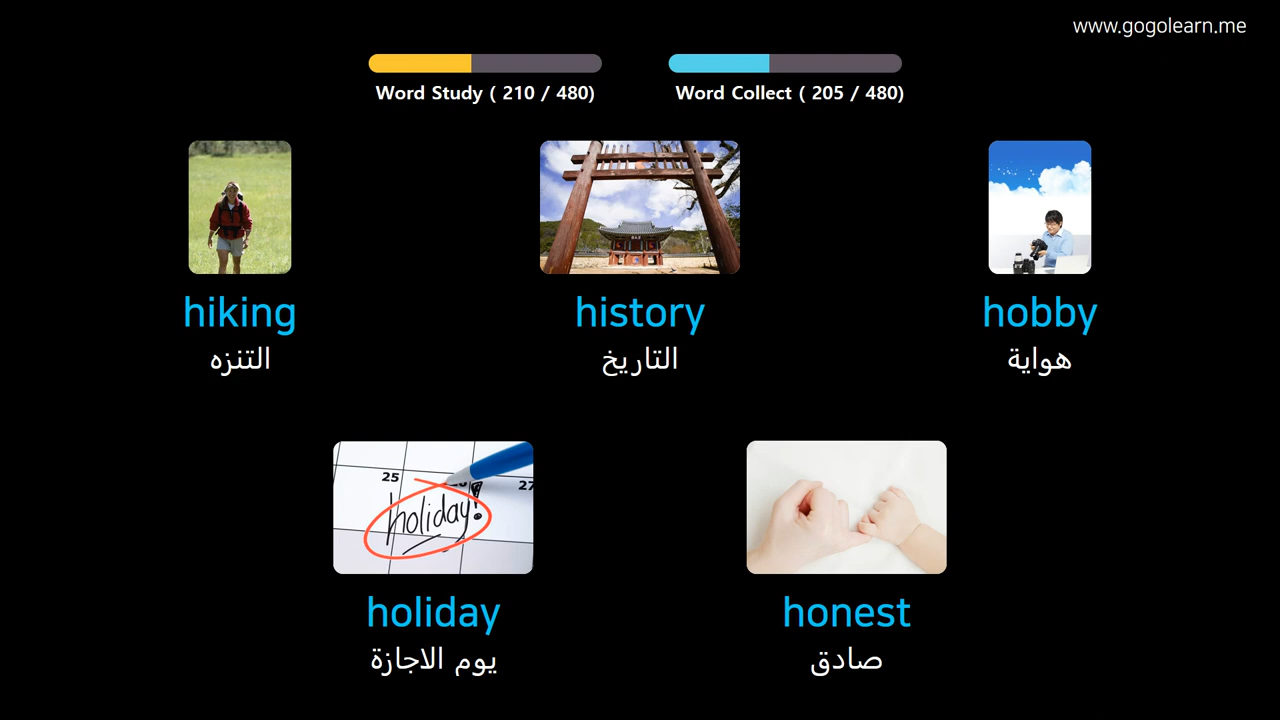 www.gogolearn.me
Word Study ( 210 / 480)
Word Collect ( 205 / 480)
hiking
التنزه
history
التاريخ
hobby
هواية
25
27
holiday!
holiday
يوم الاجازة
honest
صادق